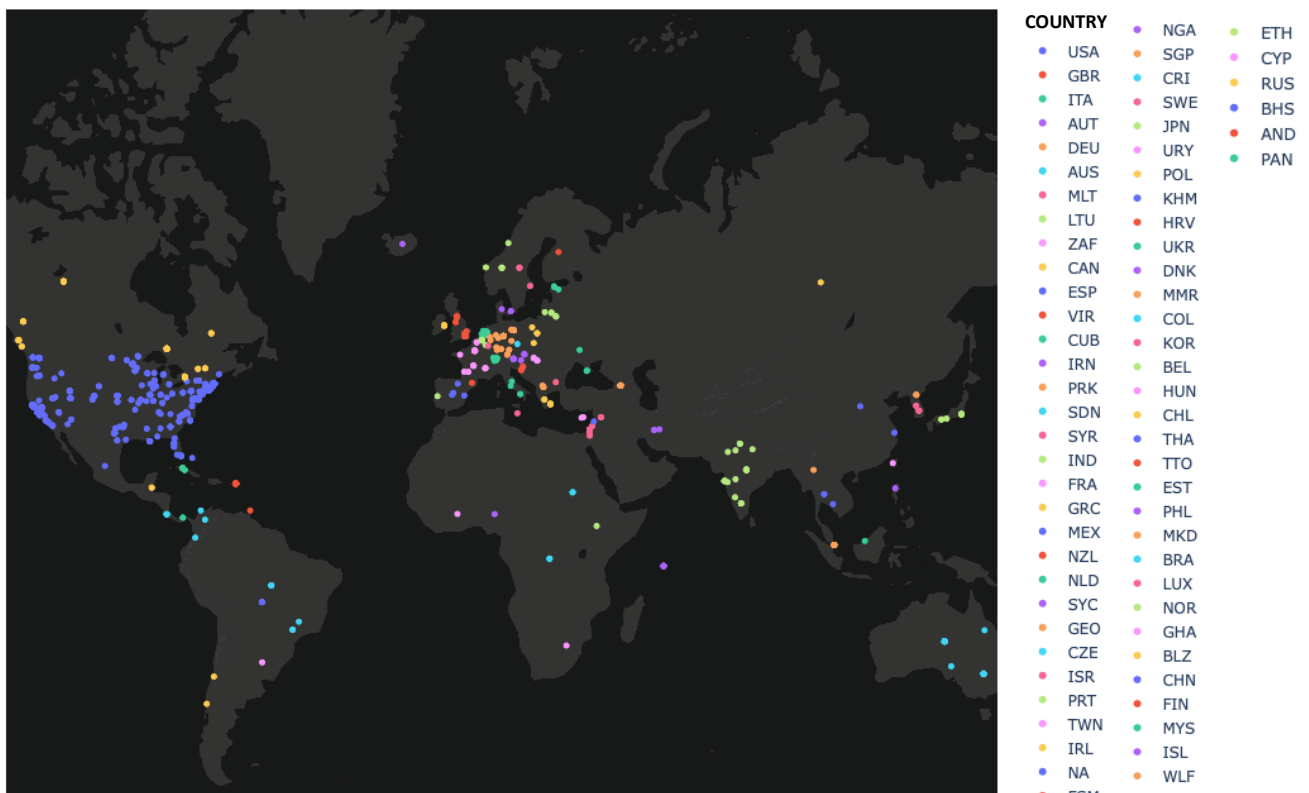 COUNTRY
USA
GBR
ITA
AUT
DEU
AUS
MLT
LTU
ZAF
CAN
ESP
VIR
CUB
IRN
PRK
SDN
SYR
IND
FRA
GRC
MEX
NZL
NLD
SYC
GEO
CZE
ISR
PRT
TWN
IRL
NA
NGA
SGP
CRI
SWE
JPN
URY
POL
KHM
HRV
UKR
DNK
MMR
COL
KOR
BEL
HUN
CHL
THA
TTO
EST
PHL
MKD
BRA
LUX
NOR
GHA
BLZ
CHN
FIN
MYS
ISL
WLF
ETH
CYP
RUS
BHS
AND
PAN